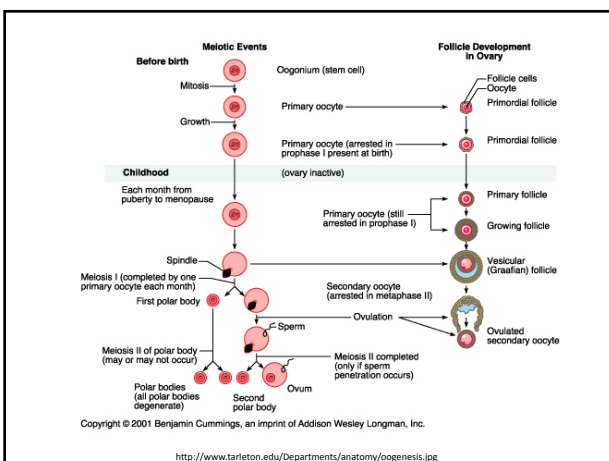 Meiotic Events
Follicle Development
in Ovary
Before birth
Oogonium (stem cell)
Follicle cells
Oocyte
Mitosis
Primary oocyte
Primordial follicle
Growth
Primary oocyte (arrested in
prophase I present at birth)
Primordial follicle
Childhood
(ovary inactive)
Each month from
puberty to menopause
Primary follicle
Primary oocyte (still
arrested in prophase I)
Growing follicle
Spindle
Vesicular
(Graafian) follicle
Meiosis I (completed by one
primary oocyte each month)
Secondary oocyte
(arrested in metaphase II)
First polar body
Ovulation
Sperm
Ovulated
secondary oocyte
Meiosis II of polar body
(may or may not occur)
Meiosis II completed
(only if sperm
penetration occurs)
Polar bodies
(all polar bodies
degenerate)
Second
polar body
Ovum
Copyright © 2001 Benjamin Cummings, an imprint of Addison Wesley Longman, Inc.
http://www.tarleton.edu/Departments/anatomy/oogenesis.jpg